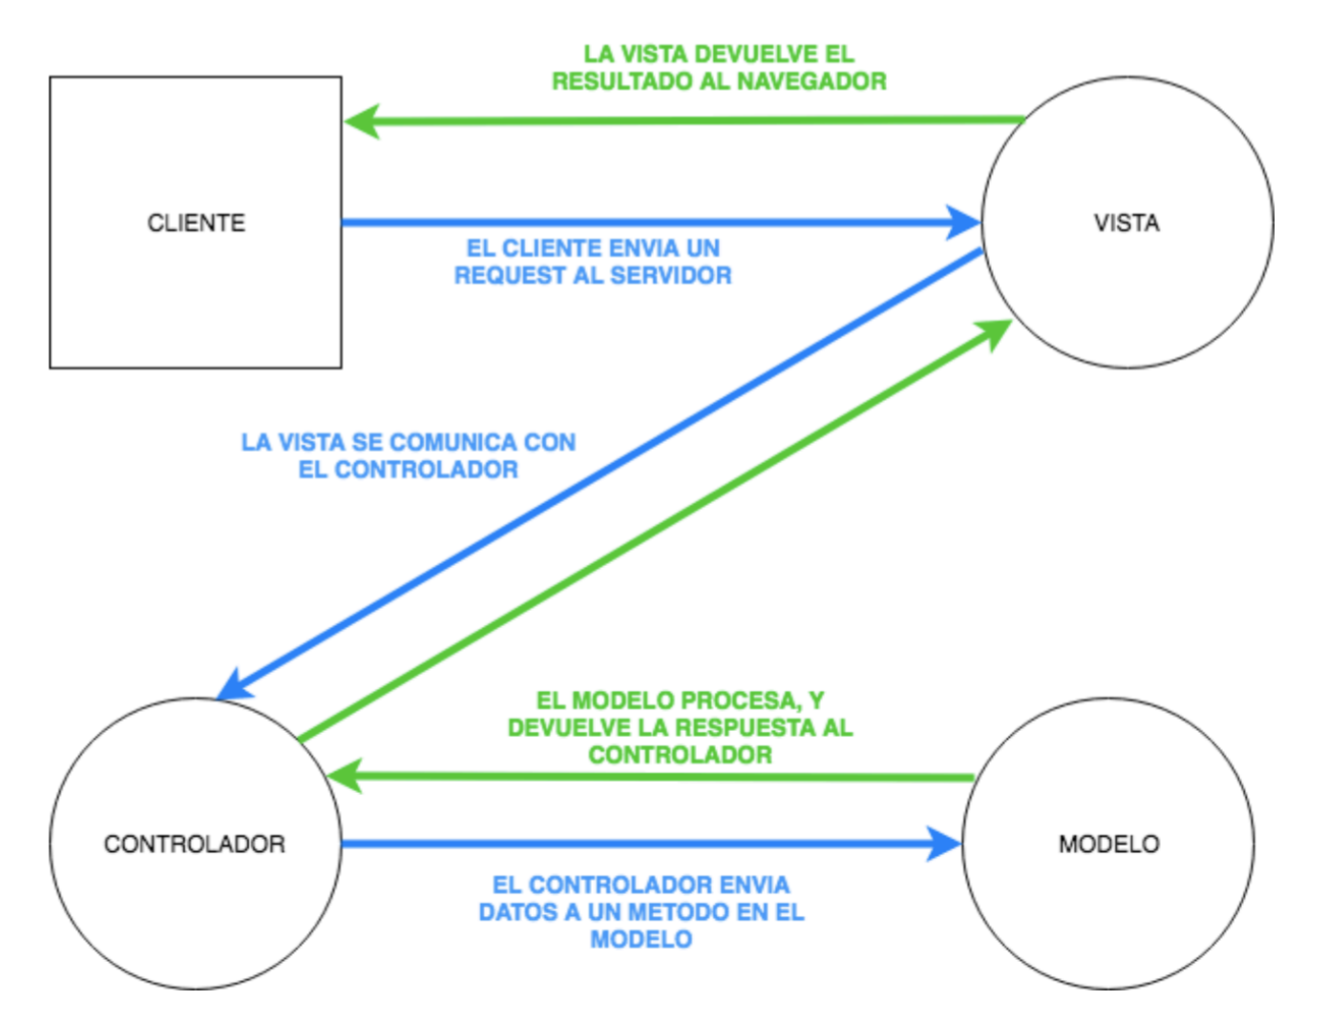 LA VISTA DEVUELVE EL
RESULTADO AL NAVEGADOR
CLIENTE
VISTA
EL CLIENTE ENVIA UN
REQUEST AL SERVIDOR
LA VISTA SE COMUNICA CON
EL CONTROLADOR
EL MODELO PROCESA, Y
DEVUELVE LA RESPUESTA AL
CONTROLADOR
CONTROLADOR
MODELO
EL CONTROLADOR ENVIA
DATOS A UN METODO EN EL
MODELO